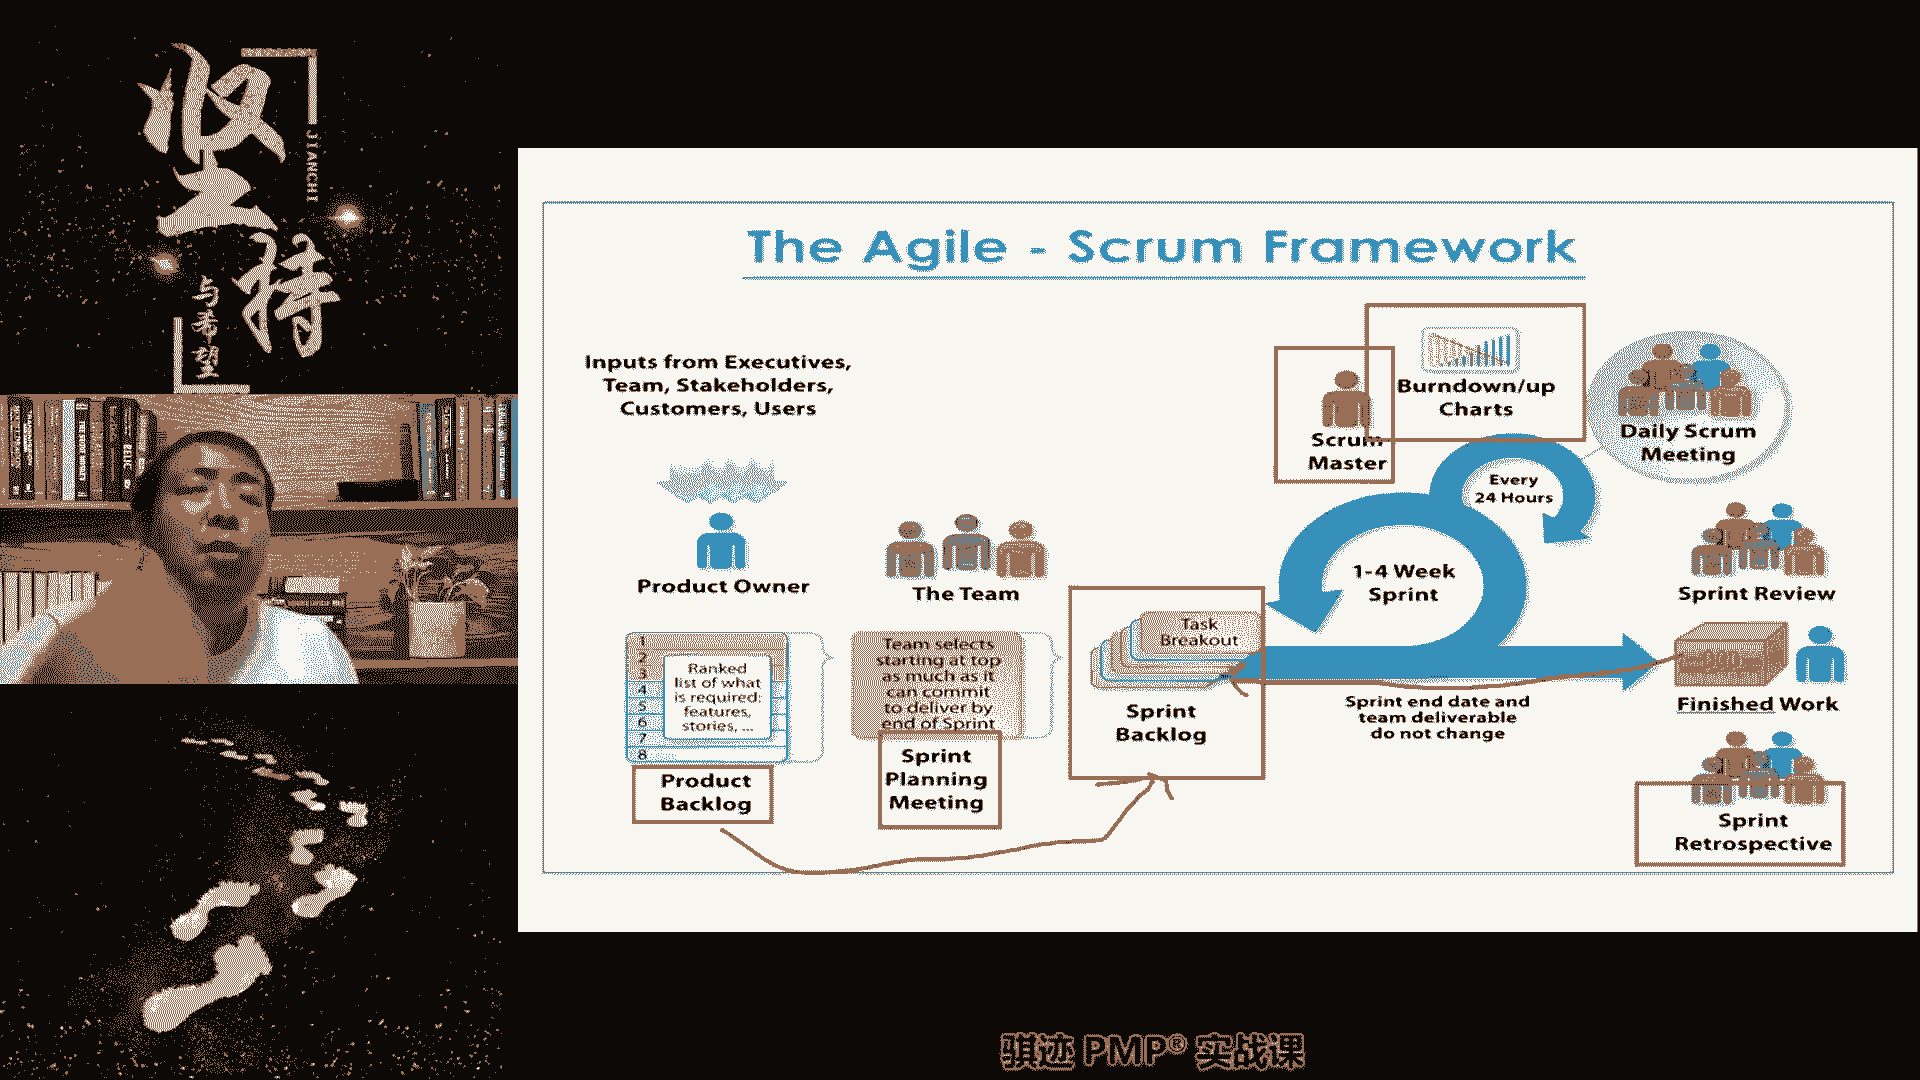 坚持
JIANCHI
与希望
The Agile - Scrum Framework
Inputs from Executives,
Team, Stakeholders,
Customers, Users
Product Owner
The Team
1
2
3
4
5
6
7
8
Ranked
list of what
is required:
features,
stories, ...
Product
Backlog
Team selects
starting at top
as much as it
can commit
to deliver by
end of Sprint
Sprint
Planning
Meeting
Task
Breakout
Sprint
Backlog
Scrum
Master
Burndown/up
Charts
Every
24 Hours
1-4 Week
Sprint
Sprint end date and
team deliverable
do not change
Daily Scrum
Meeting
Sprint Review
Finished Work
Sprint
Retrospective
骐迹 PMP® 实战课